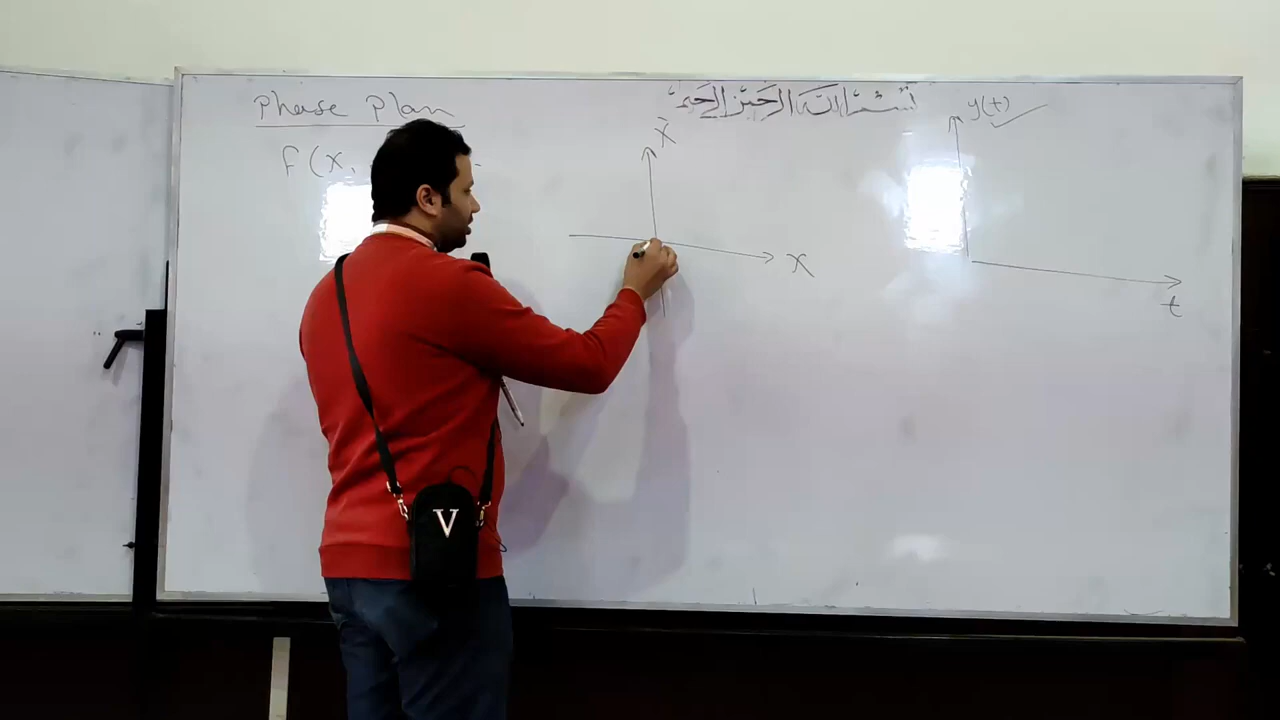 Phase Plan
بسم الله الرحمن الرحيم
y(t)
f(x,
ẋ
x
t
V